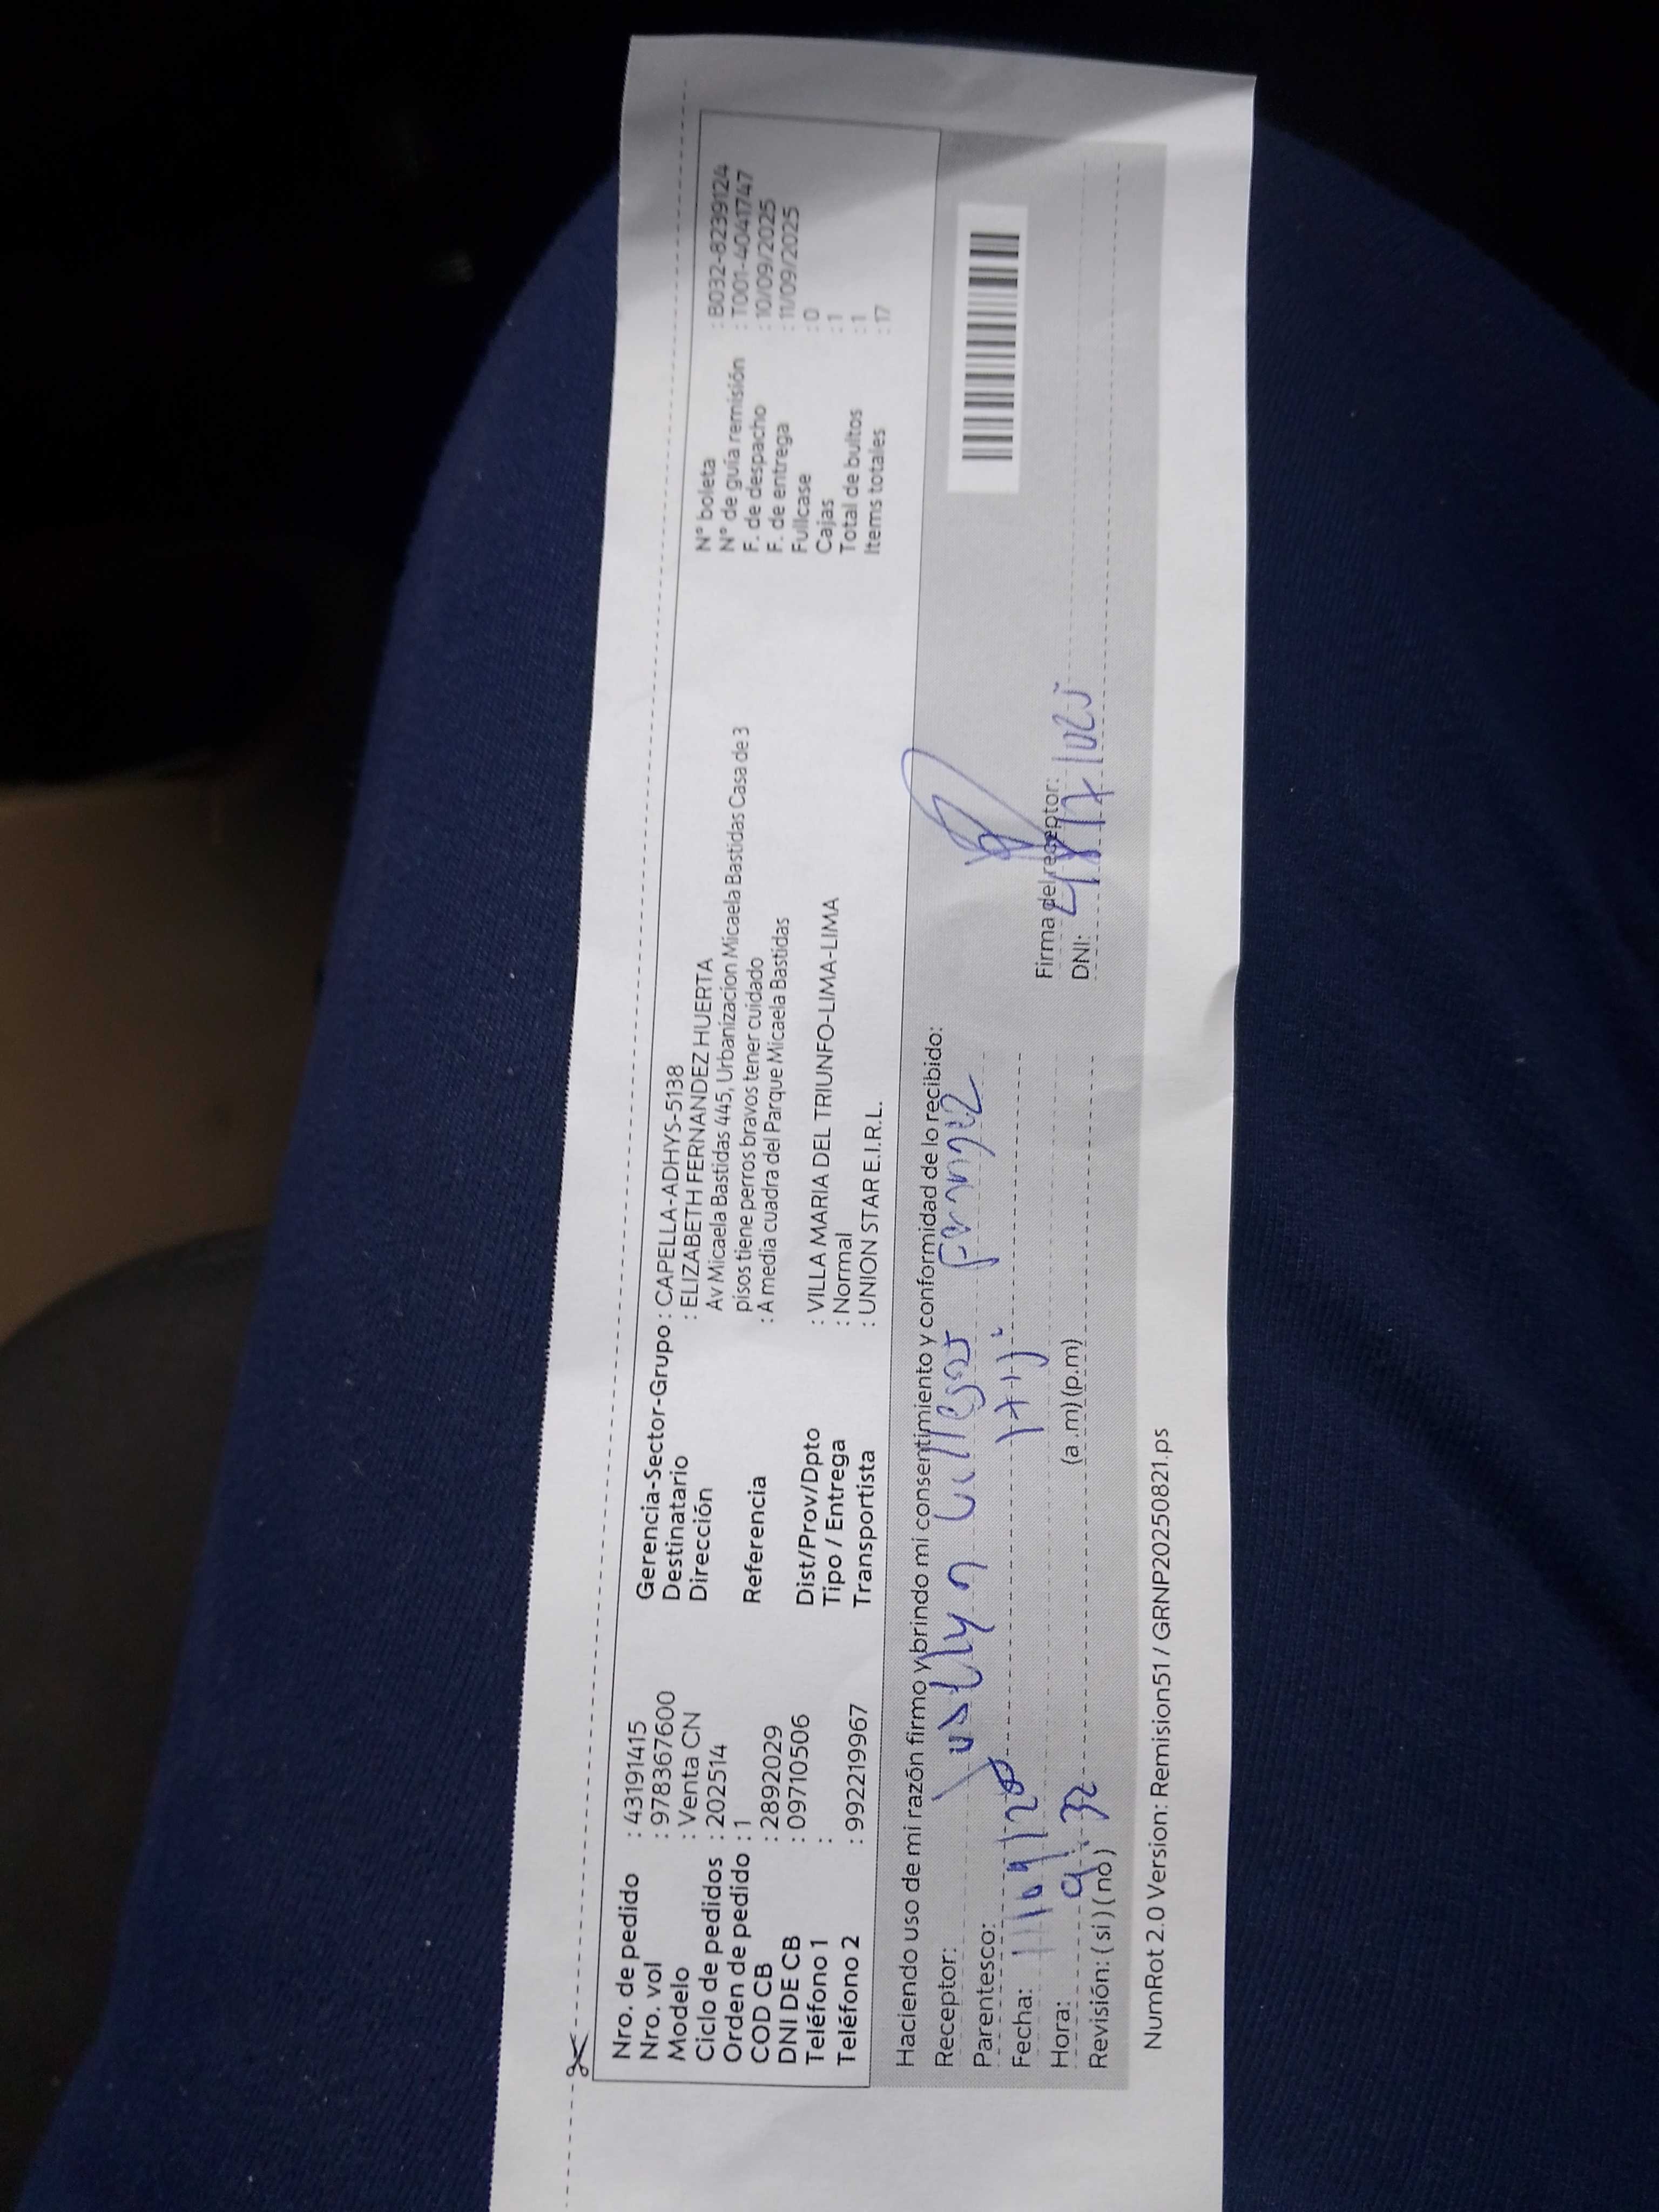 Nro. de pedido : 43191415
Nro. vol : 978367600
Modelo : Venta CN
Ciclo de pedidos : 202514
Orden de pedido : 1
COD CB : 2892029
DNI DE CB : 09710506
Teléfono 1 :
Teléfono 2 : 992219967
Gerencia-Sector-Grupo : CAPELLA-ADHYS-5138
Destinatario : ELIZABETH FERNANDEZ HUERTA
Dirección Av Micaela Bastidas 445, Urbanizacion Micaela Bastidas Casa de 3
pisos tiene perros bravos tener cuidado
Referencia : A media cuadra del Parque Micaela Bastidas
Dist/Prov/Dpto : VILLA MARIA DEL TRIUNFO-LIMA-LIMA
Tipo / Entrega : Normal
Transportista : UNION STAR E.I.R.L.
N° boleta : B032-8239124
N° de guía remisión : T001-4041747
F. de despacho : 10/09/2025
F. de entrega : 11/09/2025
Fullcase : 0
Cajas : 1
Total de bultos : 1
Items totales : 17
Haciendo uso de mi razón firmo y brindo mi consentimiento y conformidad de lo recibido:
Receptor:
Parentesco:
Fecha: 11/09/20
Hora: 9:32 (a.m) (p.m)
Revisión: (si) (no)
Firma del receptor:
DNI:
NumRot 2.0 Version: Remision51 / GRNP20250821.ps